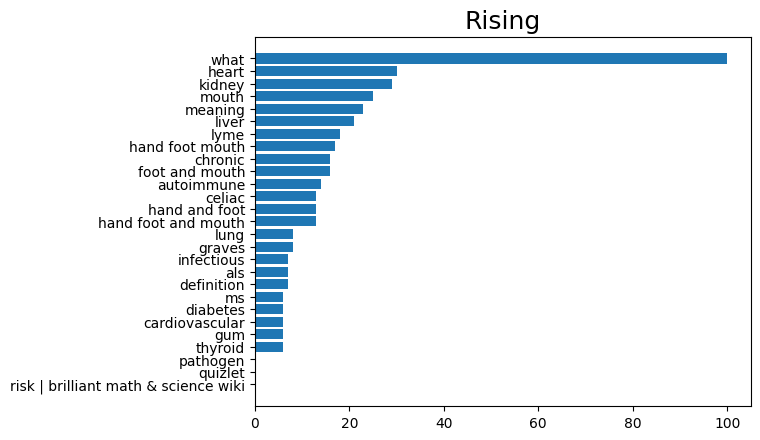 Rising
what
heart
kidney
mouth
meaning
liver
lyme
hand foot mouth
chronic
foot and mouth
autoimmune
celiac
hand and foot
hand foot and mouth
lung
graves
infectious
als
definition
ms
diabetes
cardiovascular
gum
thyroid
pathogen
quizlet
risk | brilliant math & science wiki
0 20 40 60 80 100